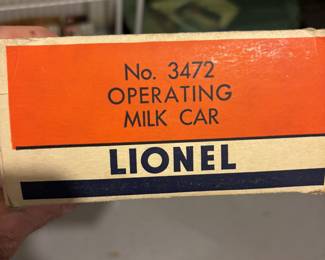 No. 3472
OPERATING
MILK CAR
LIONEL